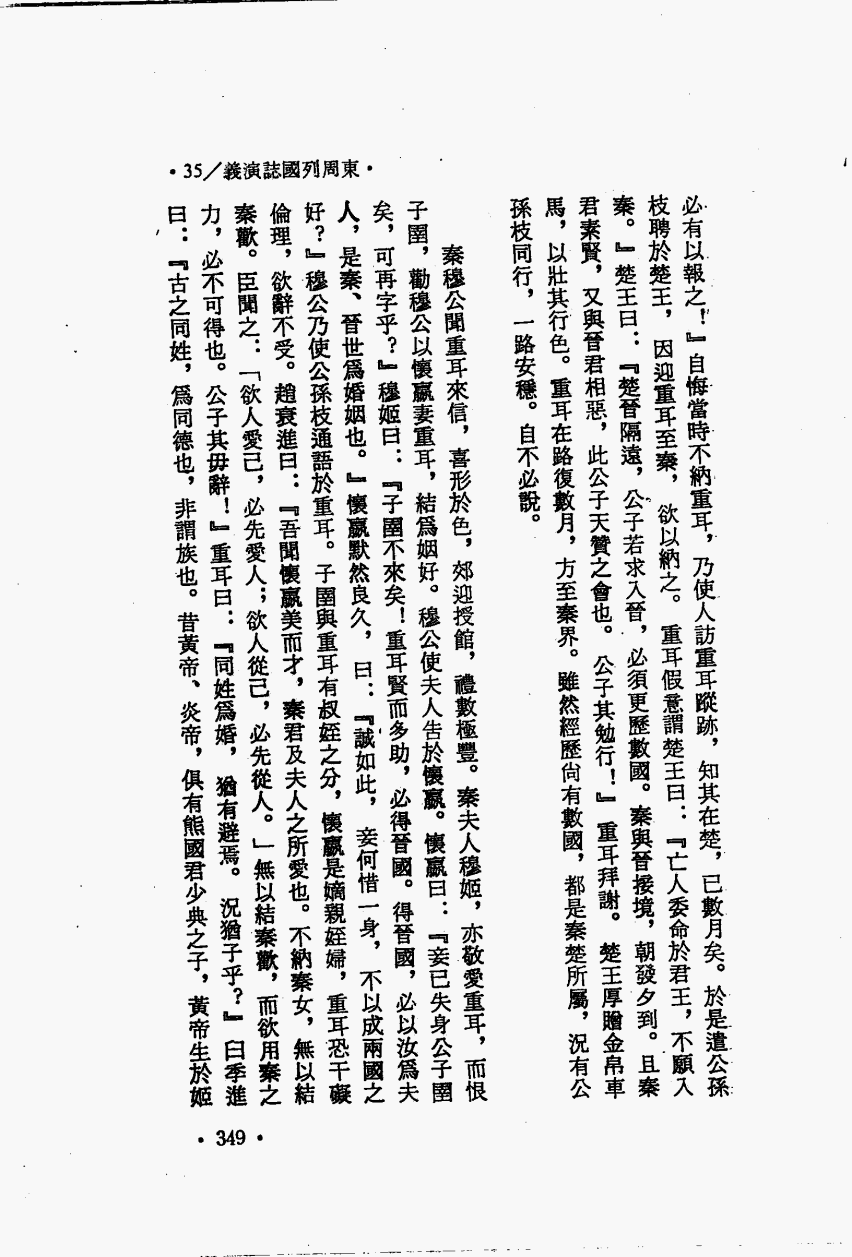 ·35/義演誌國列周東·
必有以報之！』自悔當時不納重耳，乃使人訪重耳蹤跡，知其在楚，已數月矣。於是遣公孫
枝聘於楚王，因迎重耳至秦，欲以納之。重耳假意謂楚王曰：『亡人委命於君王，不願入
秦。』楚王曰：『楚晉隔遠，公子若求入晉，必須更歷數國。秦與晉接境，朝發夕到。且秦
君素賢，又與晉君相惡，此公子天贊之會也。公子其勉行！』重耳拜謝。楚王厚贈金帛車
馬，以壯其行色。重耳在路復數月，方至秦界。雖然經歷尙有數國，都是秦楚所屬，況有公
孫枝同行，一路安穩。自不必說。
秦穆公聞重耳來信，喜形於色，郊迎授館，禮數極豐。秦夫人穆姬，亦敬愛重耳，而恨
子圉，勸穆公以懷嬴妻重耳，結爲姻好。穆公使夫人告於懷嬴。懷嬴曰：『妾已失身公子圉
矣，可再字乎？』穆姬曰：『子圉不來矣！重耳賢而多助，必得晉國。得晉國，必以汝爲夫
人，是秦、晉世爲婚姻也。』懷嬴默然良久，曰：『誠如此，妾何惜一身，不以成兩國之
好？』穆公乃使公孫枝通語於重耳。子圉與重耳有叔姪之分，懷嬴是嫡親姪婦，重耳恐干礙
倫理，欲辭不受。趙衰進曰：『吾聞懷嬴美而才，秦君及夫人之所愛也。不納秦女，無以結
秦歡。臣聞之：「欲人愛己，必先愛人；欲人從己，必先從人。」無以結秦歡，而欲用秦之
力，必不可得也。公子其毋辭！』重耳曰：『同姓爲婚，猶有避焉。況猶子乎？』臼季進
曰：『古之同姓，爲同德也，非謂族也。昔黃帝、炎帝，俱有熊國君少典之子，黃帝生於姬
·349·